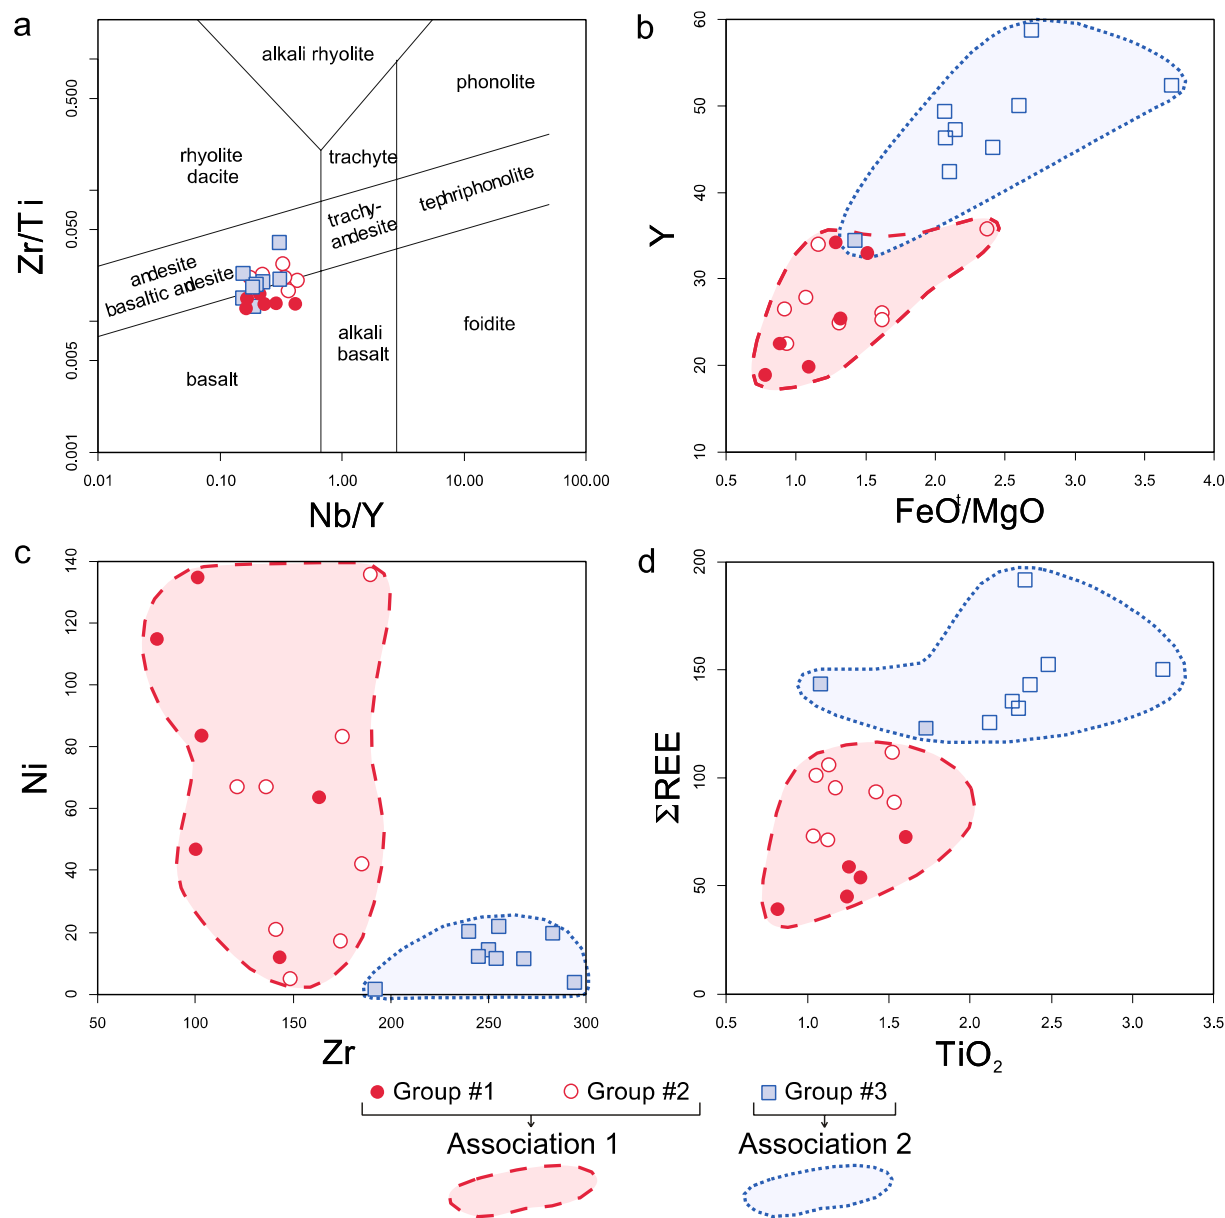 a
alkali rhyolite
phonolite
rhyolite
dacite
trachyte
tephriphonolite
trachy-
andesite
andesite
basaltic andesite
alkali
basalt
foidite
basalt
Zr/Ti
0.500
0.050
0.005
0.001
0.01
0.10
1.00
10.00
100.00
Nb/Y
b
Y
60
50
40
30
20
10
0.5
1.0
1.5
2.0
2.5
3.0
3.5
4.0
FeOᵗ/MgO
c
Ni
140
120
100
80
60
40
20
0
50
100
150
200
250
300
Zr
d
ΣREE
200
150
100
50
0
0.5
1.0
1.5
2.0
2.5
3.0
3.5
TiO₂
Group #1
Group #2
Group #3
Association 1
Association 2